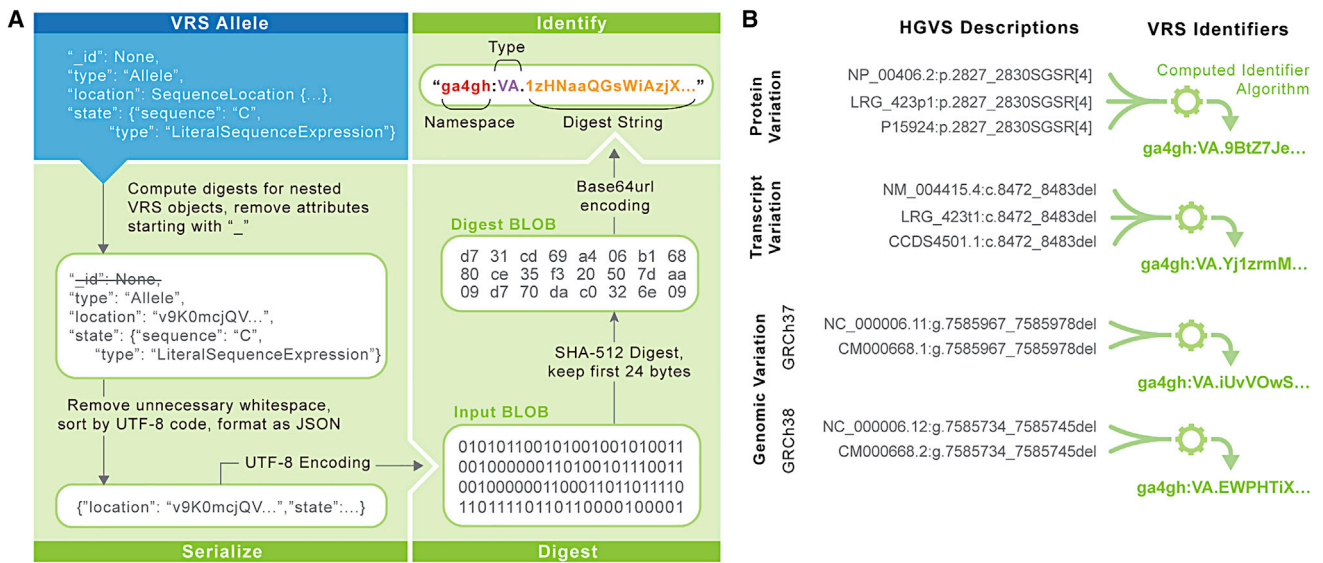 A
VRS Allele
“_id”: None,
“type”: “Allele”,
“location”: SequenceLocation {...},
“state”: {“sequence”: “C”,
“type”: “LiteralSequenceExpression”}
Compute digests for nested
VRS objects, remove attributes
starting with “_”
“_id”: None,
“type”: “Allele”,
“location”: “v9K0mcjQV...”,
“state”: {“sequence”: “C”,
“type”: “LiteralSequenceExpression”}
Remove unnecessary whitespace,
sort by UTF-8 code, format as JSON
{“location”: “v9K0mcjQV...”,“state”:...}
Serialize
UTF-8 Encoding
Identify
Type
“ga4gh:VA.1zHNaaQGsWiAzjX...”
Namespace
Digest String
Base64url
encoding
Digest BLOB
d7 31 cd 69 a4 06 b1 68
80 ce 35 f3 20 50 7d aa
09 d7 70 da c0 32 6e 09
SHA-512 Digest,
keep first 24 bytes
Input BLOB
010101100101001001010011
001000000110100101110011
001000000110001101101110
11011110110110000100001
Digest
B
HGVS Descriptions
VRS Identifiers
Protein
Variation
NP_00406.2:p.2827_2830SGSR[4]
LRG_423p1:p.2827_2830SGSR[4]
P15924:p.2827_2830SGSR[4]
Computed Identifier
Algorithm
ga4gh:VA.9BtZ7Je...
Transcript
Variation
NM_004415.4:c.8472_8483del
LRG_423t1:c.8472_8483del
CCDS4501.1:c.8472_8483del
ga4gh:VA.Yj1zrmM...
Genomic Variation
GRCh37
NC_000006.11:g.7585967_7585978del
CM000668.1:g.7585967_7585978del
ga4gh:VA.iUvVOwS...
GRCh38
NC_000006.12:g.7585734_7585745del
CM000668.2:g.7585734_7585745del
ga4gh:VA.EWPHTiX...